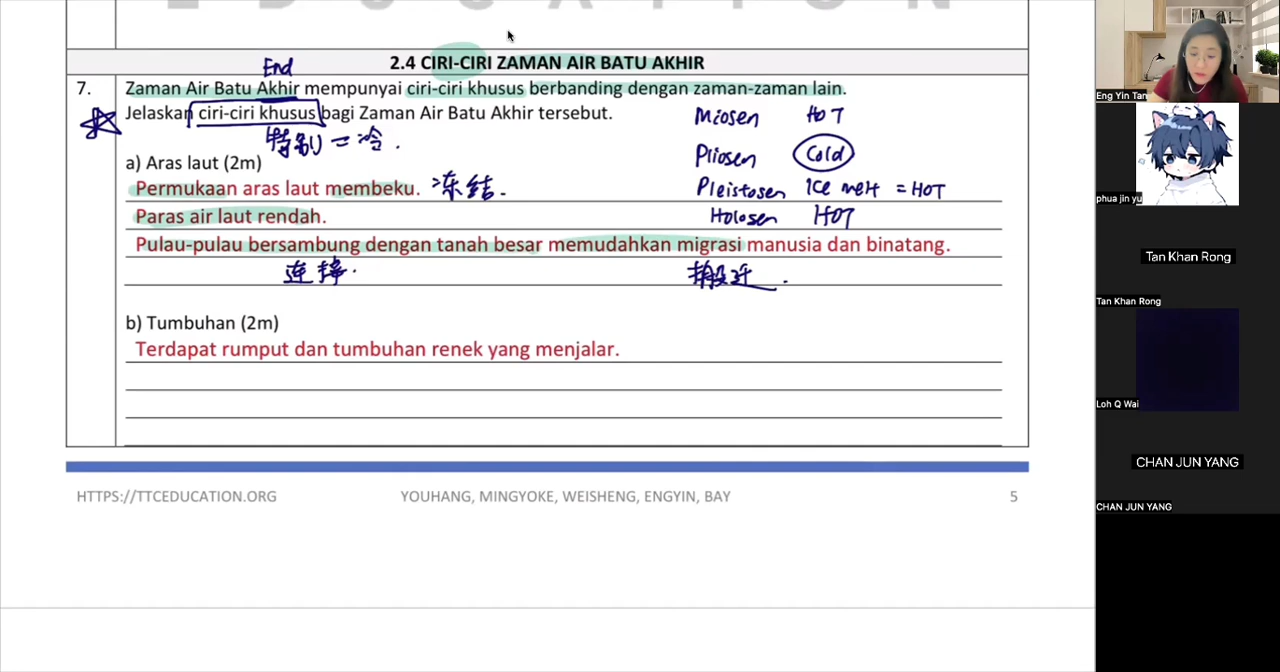 E D U C A T I O N
2.4 CIRI-CIRI ZAMAN AIR BATU AKHIR
End
7. Zaman Air Batu Akhir mempunyai ciri-ciri khusus berbanding dengan zaman-zaman lain.
Jelaskan ciri-ciri khusus bagi Zaman Air Batu Akhir tersebut.
特别 = 冷.
Miosen HOT
Pliosen Cold
Pleistosen Ice melt = HOT
Holosen HOT
a) Aras laut (2m)
Permukaan aras laut membeku. 冻结.
Paras air laut rendah.
Pulau-pulau bersambung dengan tanah besar memudahkan migrasi manusia dan binatang.
连接. 搬迁.
b) Tumbuhan (2m)
Terdapat rumput dan tumbuhan renek yang menjalar.
HTTPS://TTCEDUCATION.ORG YOUHANG, MINGYOKE, WEISHENG, ENGYIN, BAY 5
Eng Yin Tan
phua jin yu
Tan Khan Rong
Tan Khan Rong
Loh Q Wai
CHAN JUN YANG
CHAN JUN YANG